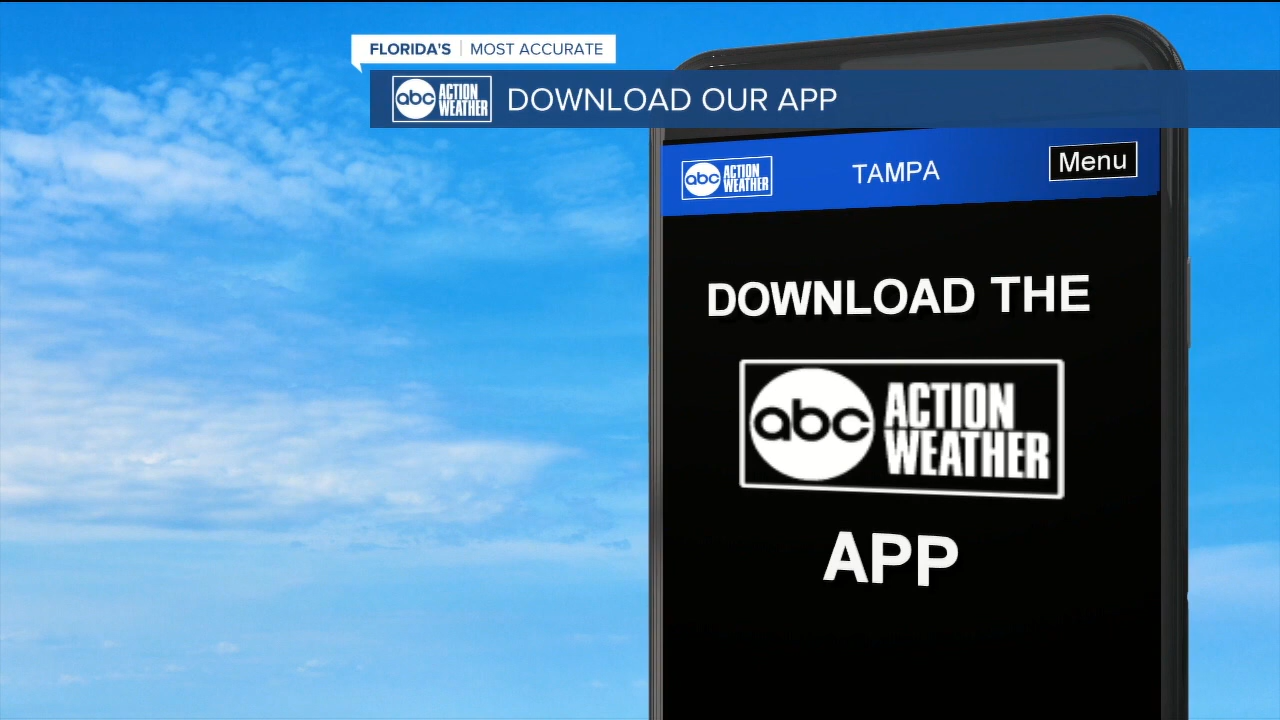 FLORIDA'S | MOST ACCURATE
abc ACTION WEATHER DOWNLOAD OUR APP
abc ACTION WEATHER TAMPA Menu
DOWNLOAD THE
abc ACTION
WEATHER
APP